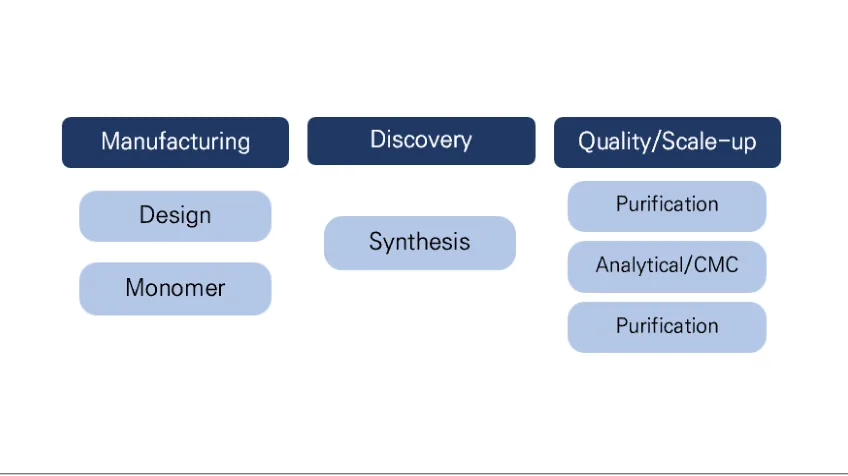 Manufacturing
Design
Monomer
Discovery
Synthesis
Quality/Scale-up
Purification
Analytical/CMC
Purification